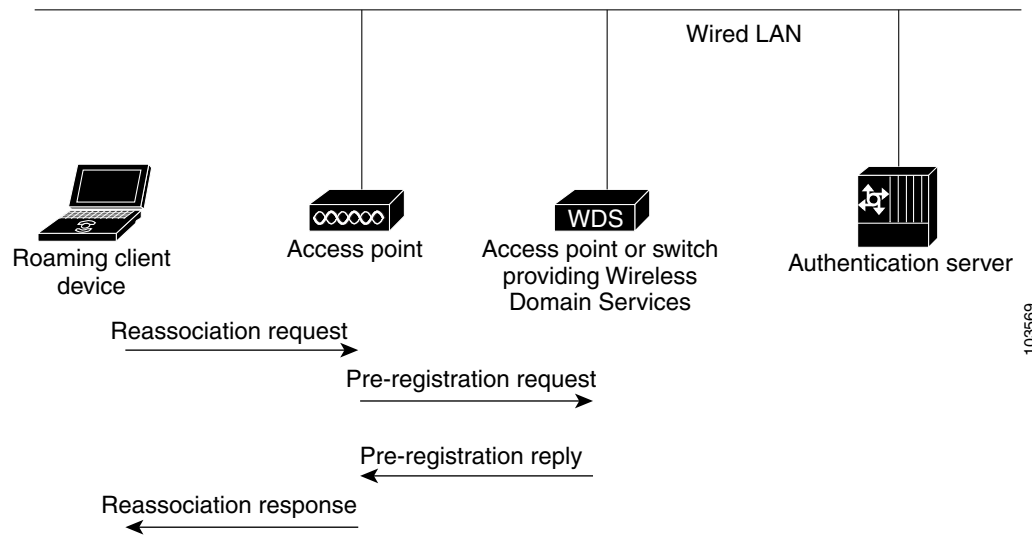 Wired LAN
WDS
Roaming client
device
Access point
Access point or switch
providing Wireless
Domain Services
Authentication server
103569
Reassociation request
Pre-registration request
Pre-registration reply
Reassociation response